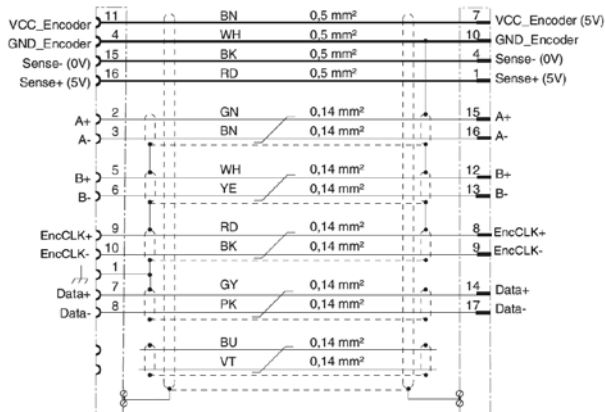 VCC_Encoder 11 BN 0,5 mm² 7 VCC_Encoder (5V)
GND_Encoder 4 WH 0,5 mm² 10 GND_Encoder
Sense- (0V) 15 BK 0,5 mm² 4 Sense- (0V)
Sense+ (5V) 16 RD 0,5 mm² 1 Sense+ (5V)
A+ 2 GN 0,14 mm² 15 A+
A- 3 BN 0,14 mm² 16 A-
B+ 5 WH 0,14 mm² 12 B+
B- 6 YE 0,14 mm² 13 B-
EncCLK+ 9 RD 0,14 mm² 8 EncCLK+
EncCLK- 10 BK 0,14 mm² 9 EncCLK-
1
Data+ 7 GY 0,14 mm² 14 Data+
Data- 8 PK 0,14 mm² 17 Data-
BU 0,14 mm²
VT 0,14 mm²